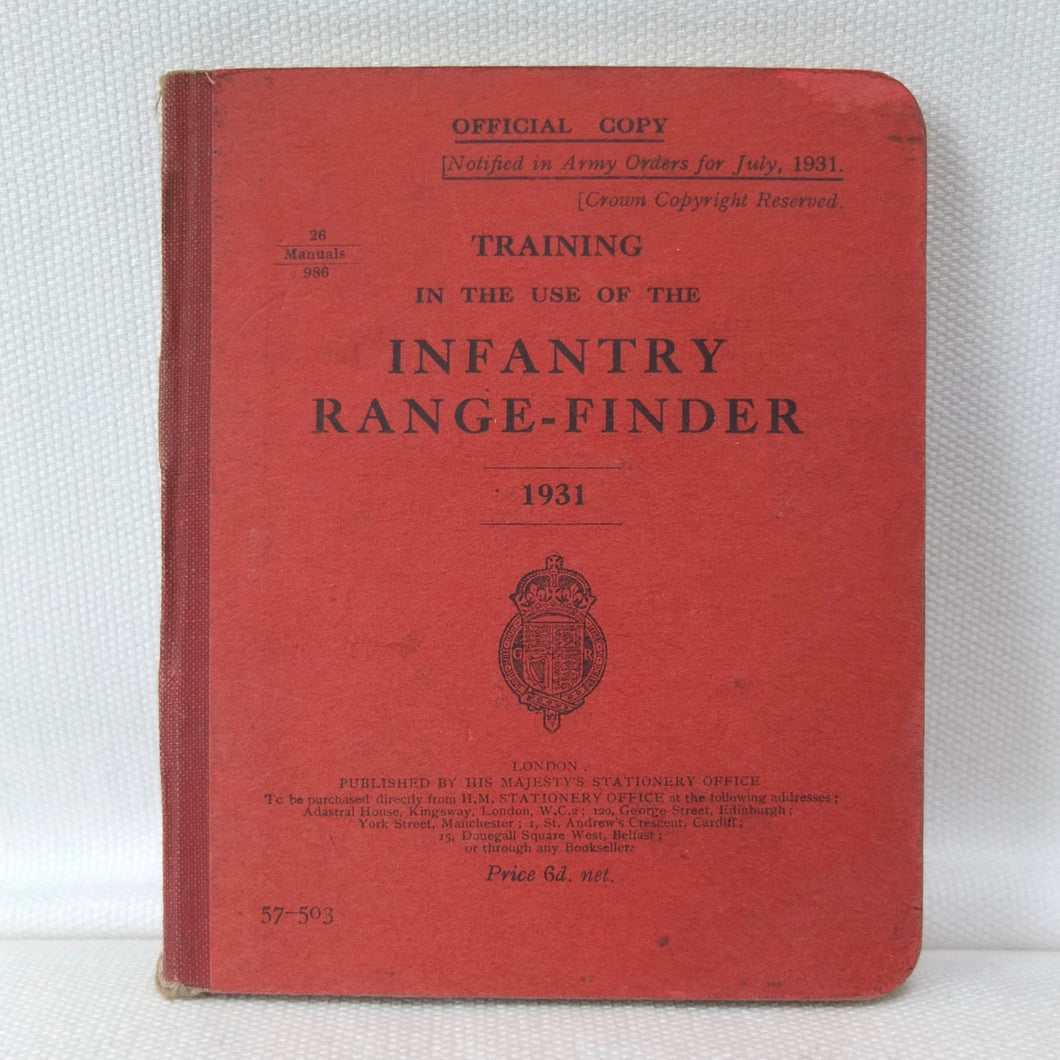 OFFICIAL COPY
[Notified in Army Orders for July, 1931.
[Crown Copyright Reserved.
26
Manuals
986
TRAINING
IN THE USE OF THE
INFANTRY
RANGE-FINDER
1931
G R
LONDON
PUBLISHED BY HIS MAJESTY'S STATIONERY OFFICE
To be purchased directly from H.M. STATIONERY OFFICE at the following addresses:
Adastral House, Kingsway, London, W.C.2; 120, George Street, Edinburgh;
York Street, Manchester; 1, St. Andrew's Crescent, Cardiff;
15, Donegall Square West, Belfast;
or through any Bookseller.
Price 6d. net.
57-503